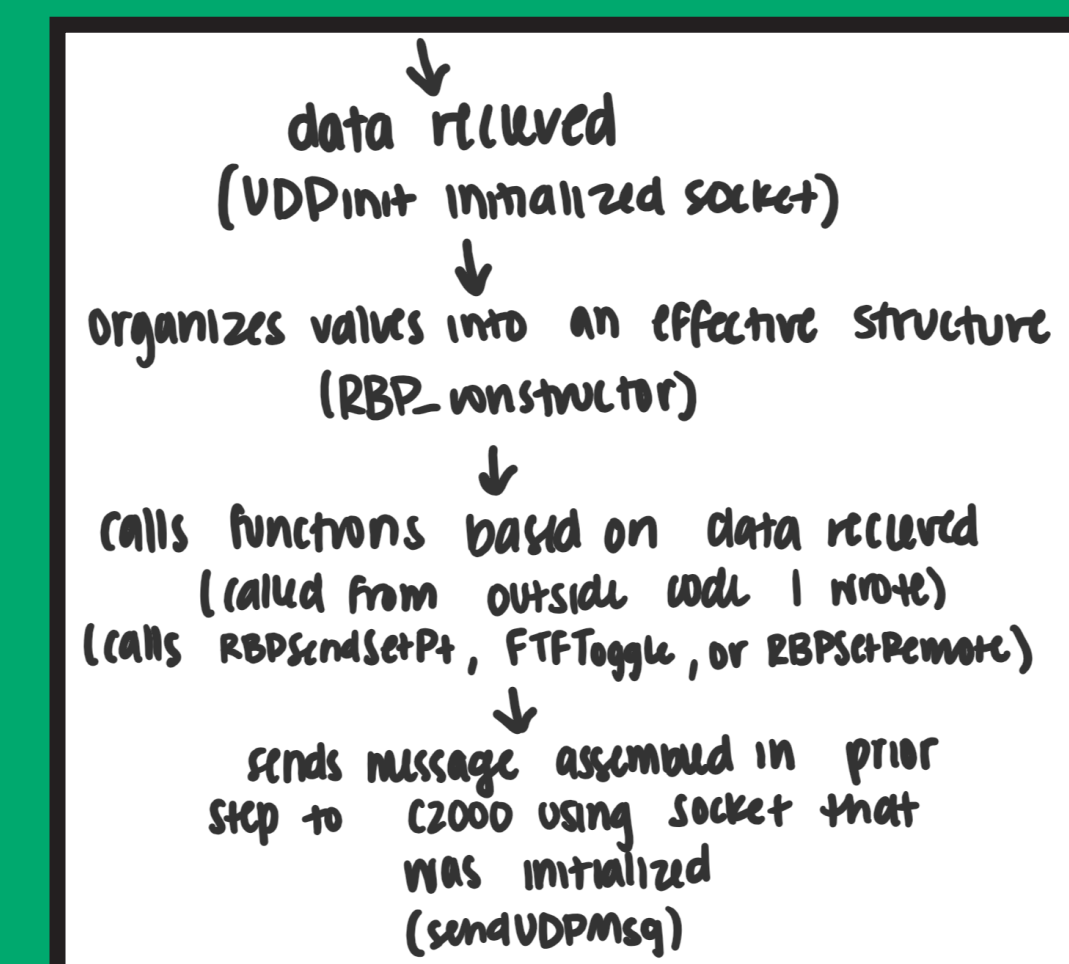 data recieved
(UDPinit initialized socket)
organizes values into an effective structure
(RBP_constructor)
calls functions based on data recieved
(called from outside code I wrote)
(calls RBPSendSetPt, FTFToggle, or RBPSetRemote)
sends message assembled in prior
step to C2000 using socket that
was initialized
(sendUDPMsg)